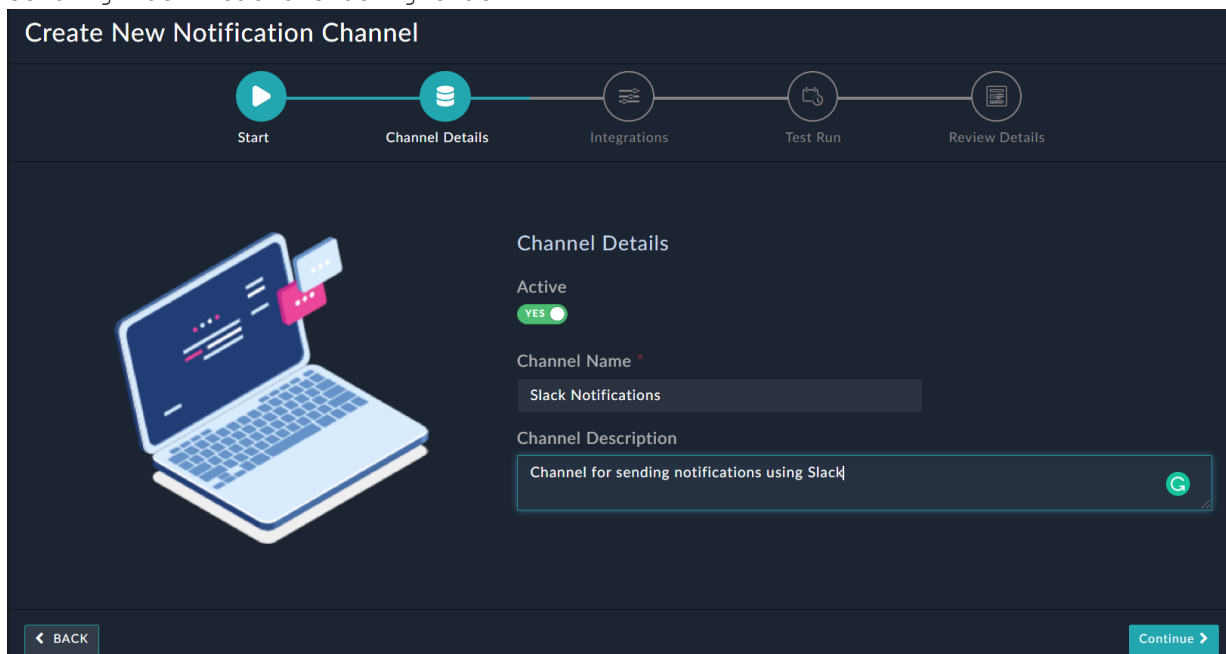 Create New Notification Channel
Start
Channel Details
Integrations
Test Run
Review Details
Channel Details
Active
YES
Channel Name *
Slack Notifications
Channel Description
Channel for sending notifications using Slack
BACK
Continue